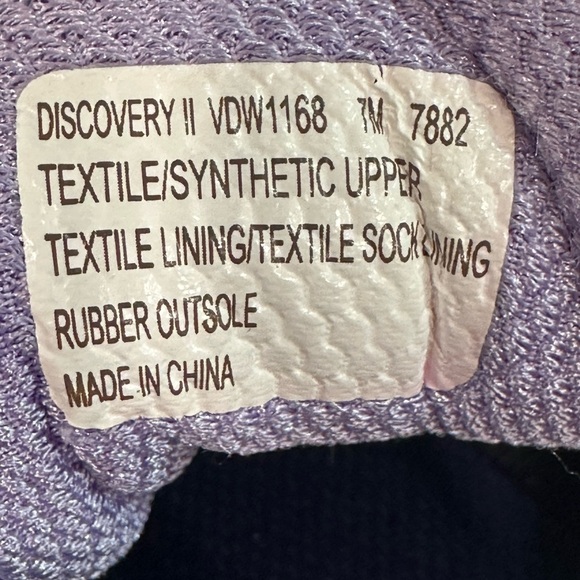 DISCOVERY II VDW1168 7M 7882
TEXTILE/SYNTHETIC UPPER
TEXTILE LINING/TEXTILE SOCK LINING
RUBBER OUTSOLE
MADE IN CHINA